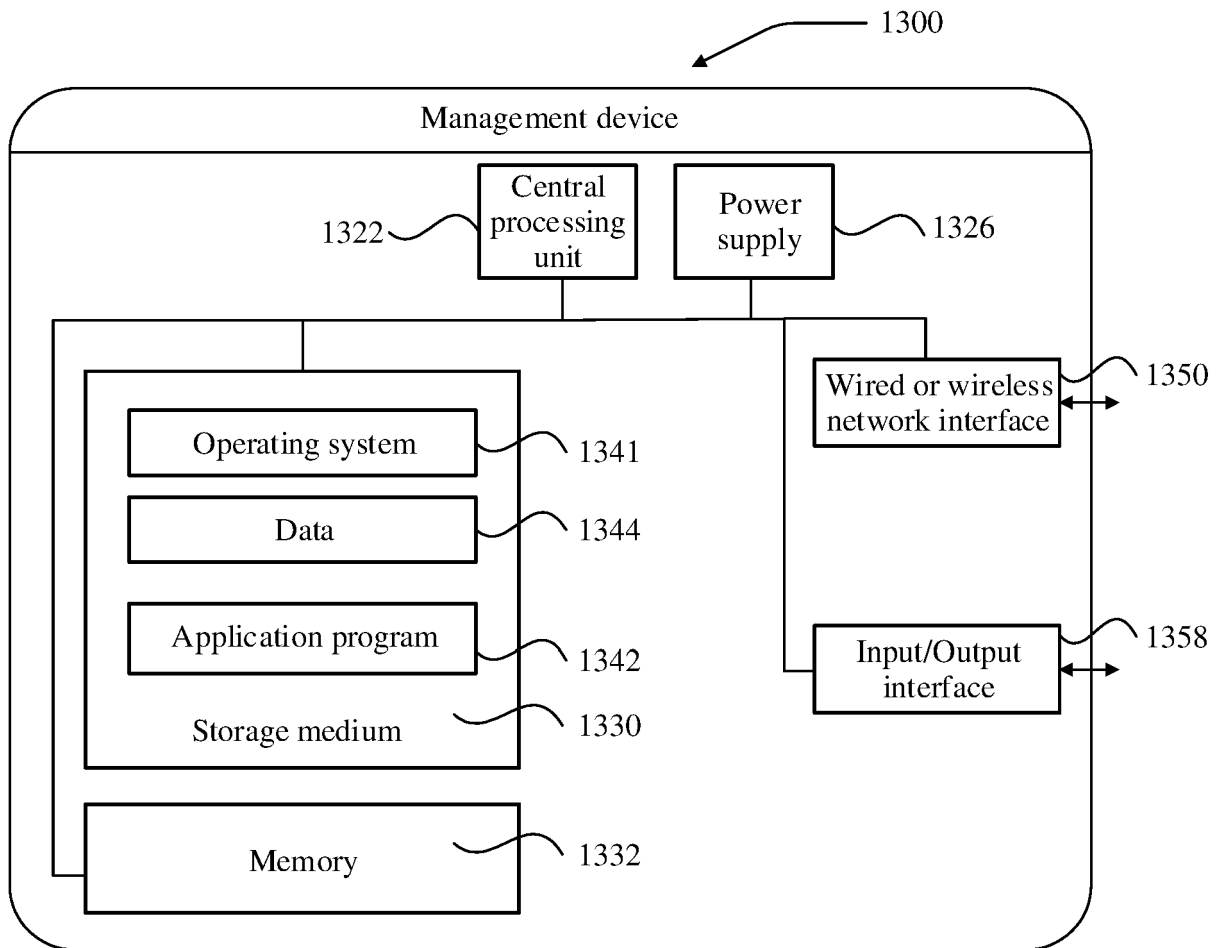 1300
Management device
Central
processing
unit
1322
Power
supply
1326
Wired or wireless
network interface
1350
Operating system
1341
Data
1344
Application program
1342
Storage medium
1330
Input/Output
interface
1358
Memory
1332